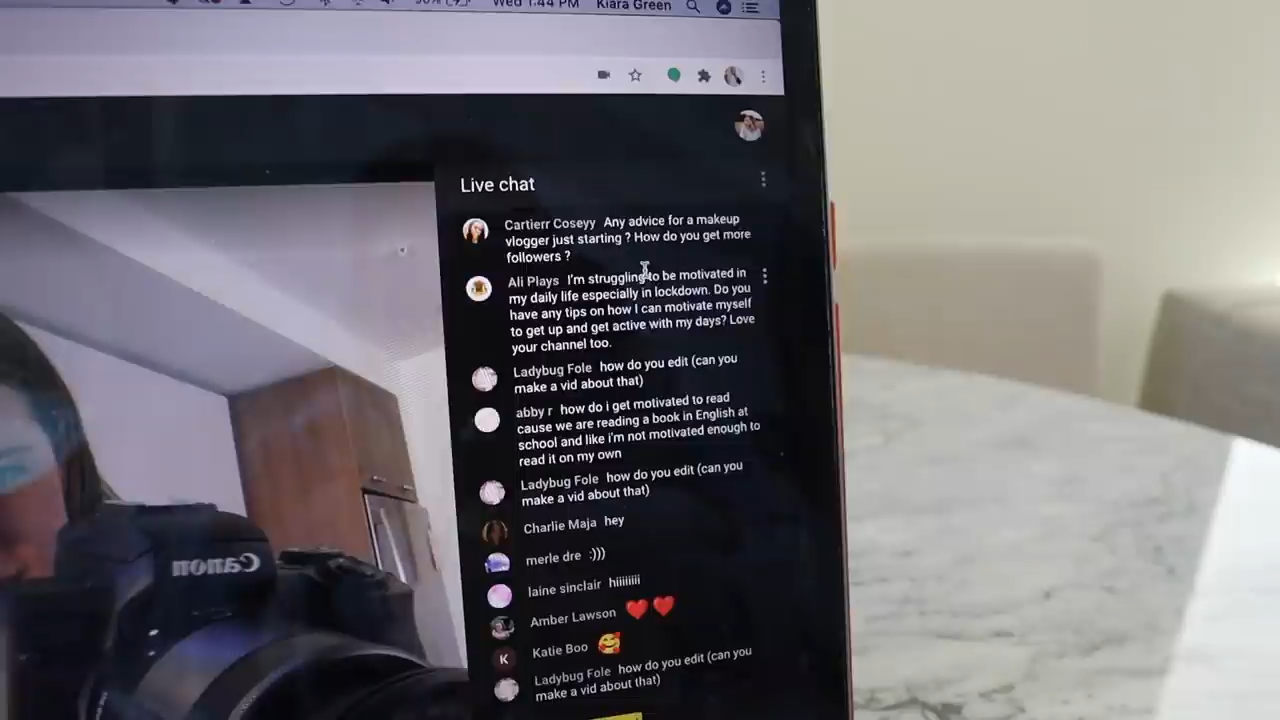 Wed 1:44 PM Kiara Green
Live chat
Cartierr Coseyy Any advice for a makeup
vlogger just starting ? How do you get more
followers ?
Ali Plays I'm struggling to be motivated in
my daily life especially in lockdown. Do you
have any tips on how I can motivate myself
to get up and get active with my days? Love
your channel too.
Ladybug Fole how do you edit (can you
make a vid about that)
abby r how do i get motivated to read
cause we are reading a book in English at
school and like i'm not motivated enough to
read it on my own
Ladybug Fole how do you edit (can you
make a vid about that)
Charlie Maja hey
merle dre :)))
laine sinclair hiiiiiiii
Amber Lawson ❤️❤️
K Katie Boo 🥰
Ladybug Fole how do you edit (can you
make a vid about that)
Canon